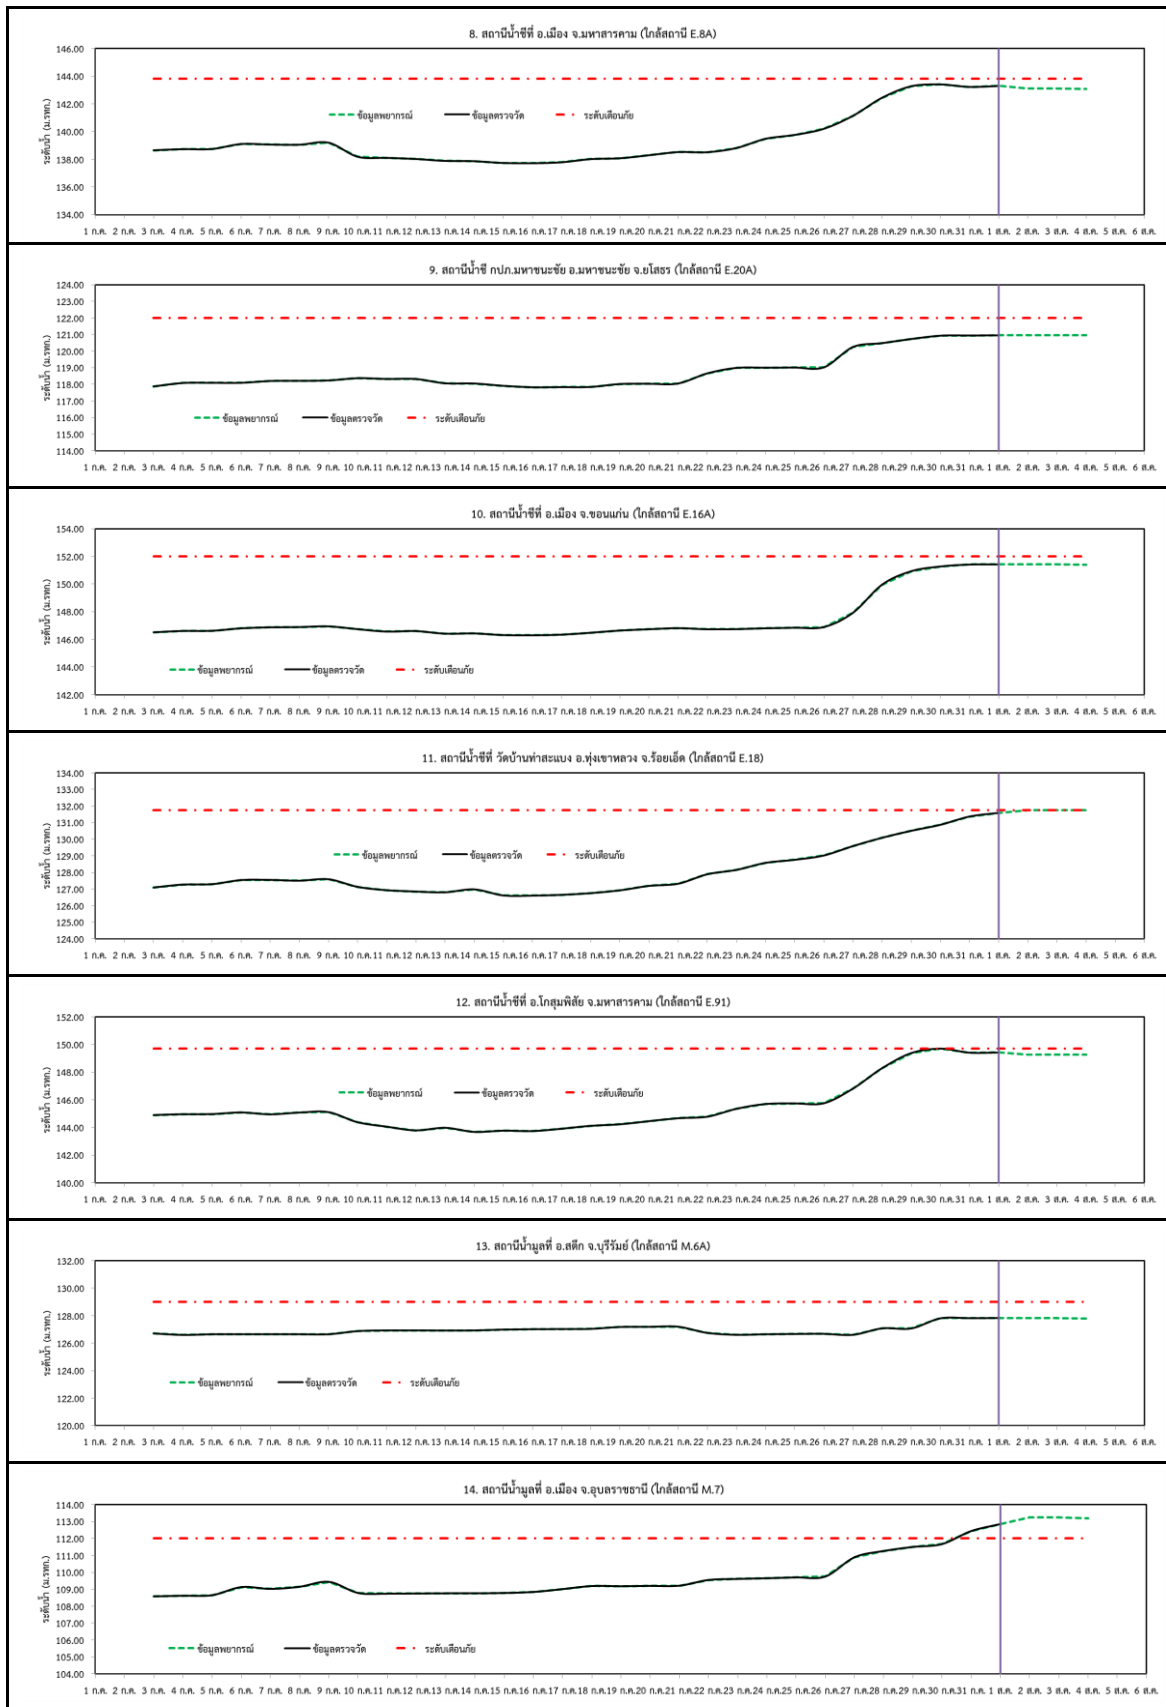 8. สถานีน้ำชีที่ อ.เมือง จ.มหาสารคาม (ใกล้สถานี E.8A)
ระดับน้ำ (ม.รทก.)
146.00
144.00
142.00
140.00
138.00
136.00
134.00
ข้อมูลพยากรณ์ ข้อมูลตรวจวัด ระดับเตือนภัย
1 ก.ค. 2 ก.ค. 3 ก.ค. 4 ก.ค. 5 ก.ค. 6 ก.ค. 7 ก.ค. 8 ก.ค. 9 ก.ค. 10 ก.ค. 11 ก.ค. 12 ก.ค. 13 ก.ค. 14 ก.ค. 15 ก.ค. 16 ก.ค. 17 ก.ค. 18 ก.ค. 19 ก.ค. 20 ก.ค. 21 ก.ค. 22 ก.ค. 23 ก.ค. 24 ก.ค. 25 ก.ค. 26 ก.ค. 27 ก.ค. 28 ก.ค. 29 ก.ค. 30 ก.ค. 31 ก.ค. 1 ส.ค. 2 ส.ค. 3 ส.ค. 4 ส.ค. 5 ส.ค. 6 ส.ค.
9. สถานีน้ำชี กปภ.มหาชนะชัย อ.มหาชนะชัย จ.ยโสธร (ใกล้สถานี E.20A)
ระดับน้ำ (ม.รทก.)
124.00
123.00
122.00
121.00
120.00
119.00
118.00
117.00
116.00
115.00
114.00
ข้อมูลพยากรณ์ ข้อมูลตรวจวัด ระดับเตือนภัย
1 ก.ค. 2 ก.ค. 3 ก.ค. 4 ก.ค. 5 ก.ค. 6 ก.ค. 7 ก.ค. 8 ก.ค. 9 ก.ค. 10 ก.ค. 11 ก.ค. 12 ก.ค. 13 ก.ค. 14 ก.ค. 15 ก.ค. 16 ก.ค. 17 ก.ค. 18 ก.ค. 19 ก.ค. 20 ก.ค. 21 ก.ค. 22 ก.ค. 23 ก.ค. 24 ก.ค. 25 ก.ค. 26 ก.ค. 27 ก.ค. 28 ก.ค. 29 ก.ค. 30 ก.ค. 31 ก.ค. 1 ส.ค. 2 ส.ค. 3 ส.ค. 4 ส.ค. 5 ส.ค. 6 ส.ค.
10. สถานีน้ำชีที่ อ.เมือง จ.ขอนแก่น (ใกล้สถานี E.16A)
ระดับน้ำ (ม.รทก.)
154.00
152.00
150.00
148.00
146.00
144.00
142.00
ข้อมูลพยากรณ์ ข้อมูลตรวจวัด ระดับเตือนภัย
1 ก.ค. 2 ก.ค. 3 ก.ค. 4 ก.ค. 5 ก.ค. 6 ก.ค. 7 ก.ค. 8 ก.ค. 9 ก.ค. 10 ก.ค. 11 ก.ค. 12 ก.ค. 13 ก.ค. 14 ก.ค. 15 ก.ค. 16 ก.ค. 17 ก.ค. 18 ก.ค. 19 ก.ค. 20 ก.ค. 21 ก.ค. 22 ก.ค. 23 ก.ค. 24 ก.ค. 25 ก.ค. 26 ก.ค. 27 ก.ค. 28 ก.ค. 29 ก.ค. 30 ก.ค. 31 ก.ค. 1 ส.ค. 2 ส.ค. 3 ส.ค. 4 ส.ค. 5 ส.ค. 6 ส.ค.
11. สถานีน้ำชีที่ วัดบ้านท่าสะแบง อ.ทุ่งเขาหลวง จ.ร้อยเอ็ด (ใกล้สถานี E.18)
ระดับน้ำ (ม.รทก.)
134.00
133.00
132.00
131.00
130.00
129.00
128.00
127.00
126.00
125.00
124.00
ข้อมูลพยากรณ์ ข้อมูลตรวจวัด ระดับเตือนภัย
1 ก.ค. 2 ก.ค. 3 ก.ค. 4 ก.ค. 5 ก.ค. 6 ก.ค. 7 ก.ค. 8 ก.ค. 9 ก.ค. 10 ก.ค. 11 ก.ค. 12 ก.ค. 13 ก.ค. 14 ก.ค. 15 ก.ค. 16 ก.ค. 17 ก.ค. 18 ก.ค. 19 ก.ค. 20 ก.ค. 21 ก.ค. 22 ก.ค. 23 ก.ค. 24 ก.ค. 25 ก.ค. 26 ก.ค. 27 ก.ค. 28 ก.ค. 29 ก.ค. 30 ก.ค. 31 ก.ค. 1 ส.ค. 2 ส.ค. 3 ส.ค. 4 ส.ค. 5 ส.ค. 6 ส.ค.
12. สถานีน้ำชีที่ อ.โกสุมพิสัย จ.มหาสารคาม (ใกล้สถานี E.91)
ระดับน้ำ (ม.รทก.)
152.00
150.00
148.00
146.00
144.00
142.00
140.00
ข้อมูลพยากรณ์ ข้อมูลตรวจวัด ระดับเตือนภัย
1 ก.ค. 2 ก.ค. 3 ก.ค. 4 ก.ค. 5 ก.ค. 6 ก.ค. 7 ก.ค. 8 ก.ค. 9 ก.ค. 10 ก.ค. 11 ก.ค. 12 ก.ค. 13 ก.ค. 14 ก.ค. 15 ก.ค. 16 ก.ค. 17 ก.ค. 18 ก.ค. 19 ก.ค. 20 ก.ค. 21 ก.ค. 22 ก.ค. 23 ก.ค. 24 ก.ค. 25 ก.ค. 26 ก.ค. 27 ก.ค. 28 ก.ค. 29 ก.ค. 30 ก.ค. 31 ก.ค. 1 ส.ค. 2 ส.ค. 3 ส.ค. 4 ส.ค. 5 ส.ค. 6 ส.ค.
13. สถานีน้ำมูลที่ อ.สตึก จ.บุรีรัมย์ (ใกล้สถานี M.6A)
ระดับน้ำ (ม.รทก.)
132.00
130.00
128.00
126.00
124.00
122.00
120.00
ข้อมูลพยากรณ์ ข้อมูลตรวจวัด ระดับเตือนภัย
1 ก.ค. 2 ก.ค. 3 ก.ค. 4 ก.ค. 5 ก.ค. 6 ก.ค. 7 ก.ค. 8 ก.ค. 9 ก.ค. 10 ก.ค. 11 ก.ค. 12 ก.ค. 13 ก.ค. 14 ก.ค. 15 ก.ค. 16 ก.ค. 17 ก.ค. 18 ก.ค. 19 ก.ค. 20 ก.ค. 21 ก.ค. 22 ก.ค. 23 ก.ค. 24 ก.ค. 25 ก.ค. 26 ก.ค. 27 ก.ค. 28 ก.ค. 29 ก.ค. 30 ก.ค. 31 ก.ค. 1 ส.ค. 2 ส.ค. 3 ส.ค. 4 ส.ค. 5 ส.ค. 6 ส.ค.
14. สถานีน้ำมูลที่ อ.เมือง จ.อุบลราชธานี (ใกล้สถานี M.7)
ระดับน้ำ (ม.รทก.)
114.00
113.00
112.00
111.00
110.00
109.00
108.00
107.00
106.00
105.00
104.00
ข้อมูลพยากรณ์ ข้อมูลตรวจวัด ระดับเตือนภัย
1 ก.ค. 2 ก.ค. 3 ก.ค. 4 ก.ค. 5 ก.ค. 6 ก.ค. 7 ก.ค. 8 ก.ค. 9 ก.ค. 10 ก.ค. 11 ก.ค. 12 ก.ค. 13 ก.ค. 14 ก.ค. 15 ก.ค. 16 ก.ค. 17 ก.ค. 18 ก.ค. 19 ก.ค. 20 ก.ค. 21 ก.ค. 22 ก.ค. 23 ก.ค. 24 ก.ค. 25 ก.ค. 26 ก.ค. 27 ก.ค. 28 ก.ค. 29 ก.ค. 30 ก.ค. 31 ก.ค. 1 ส.ค. 2 ส.ค. 3 ส.ค. 4 ส.ค. 5 ส.ค. 6 ส.ค.